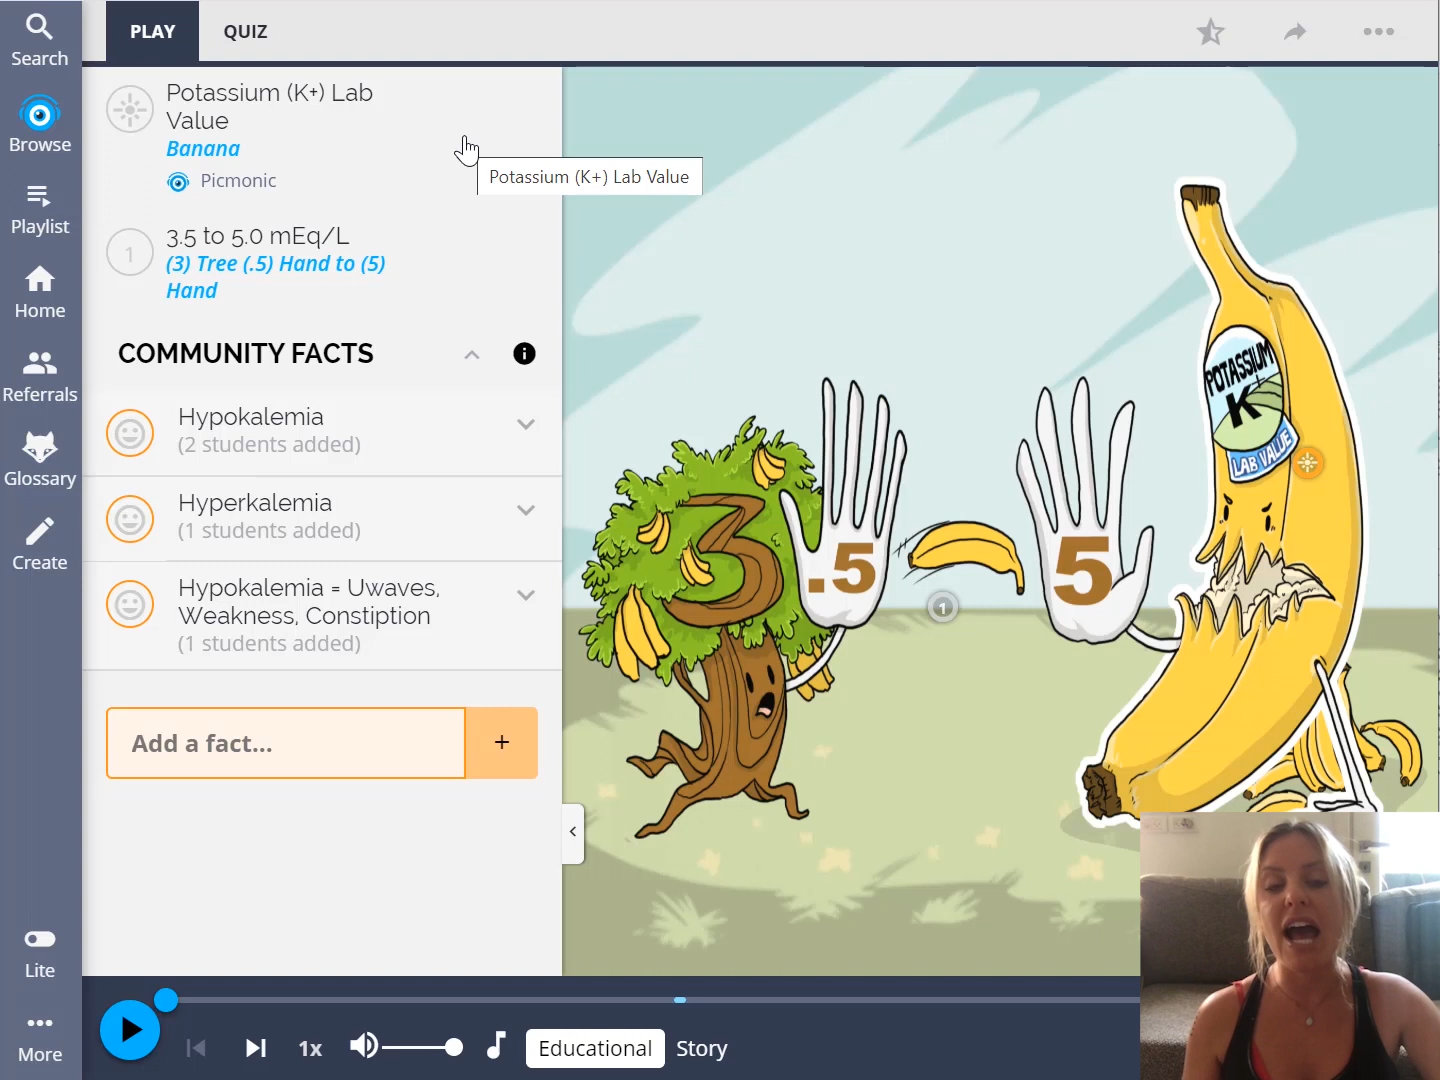 Search
Browse
Playlist
Home
Referrals
Glossary
Create
Lite
More
PLAY
QUIZ
Potassium (K+) Lab
Value
Banana
Picmonic
Potassium (K+) Lab Value
1
3.5 to 5.0 mEq/L
(3) Tree (.5) Hand to (5)
Hand
COMMUNITY FACTS
Hypokalemia
(2 students added)
Hyperkalemia
(1 students added)
Hypokalemia = Uwaves,
Weakness, Constiption
(1 students added)
Add a fact...
+
POTASSIUM
K+
LAB VALUE
3
.5
5
1
1x
Educational
Story